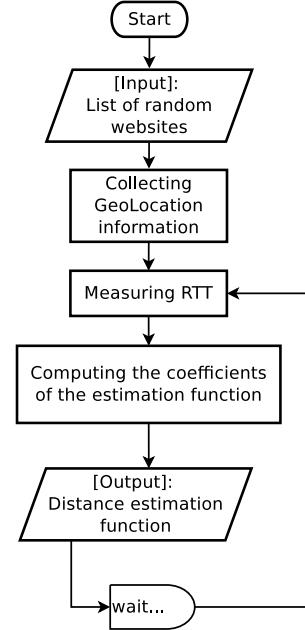 Start
[Input]:
List of random
websites
Collecting
GeoLocation
information
Measuring RTT
Computing the coefficients
of the estimation function
[Output]:
Distance estimation
function
wait...